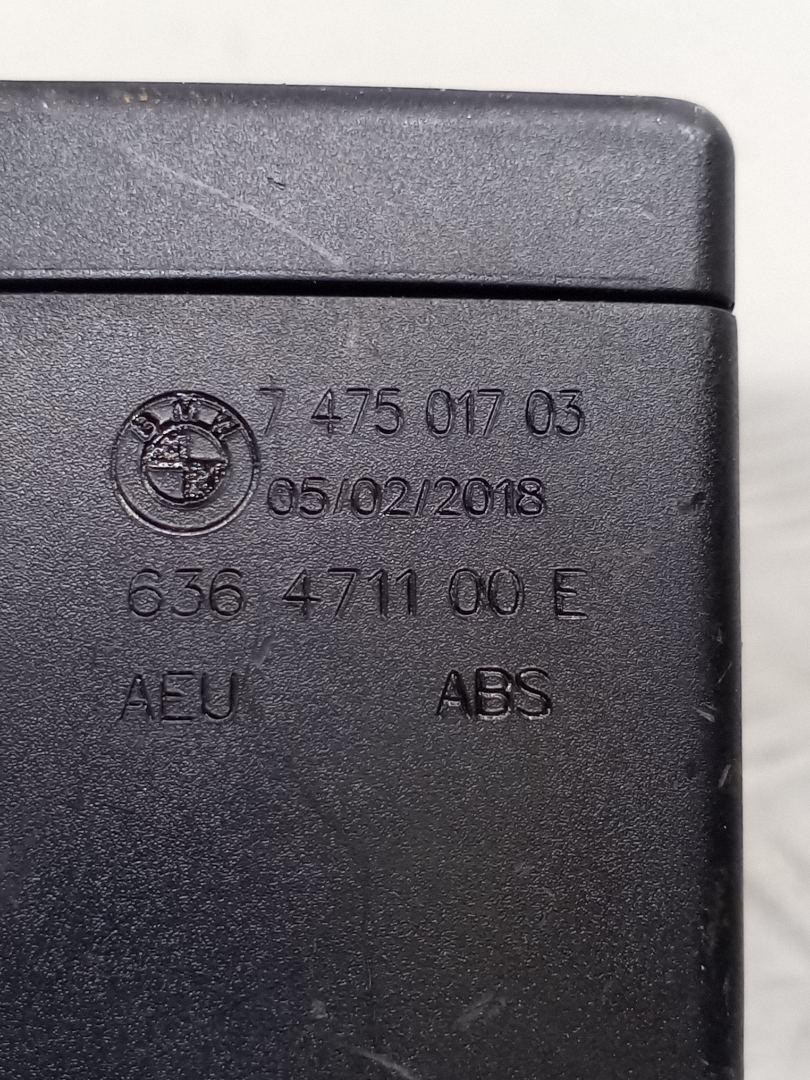 BMW
7 475 017 03
05/02/2018
636 4711 00 E
AEU ABS